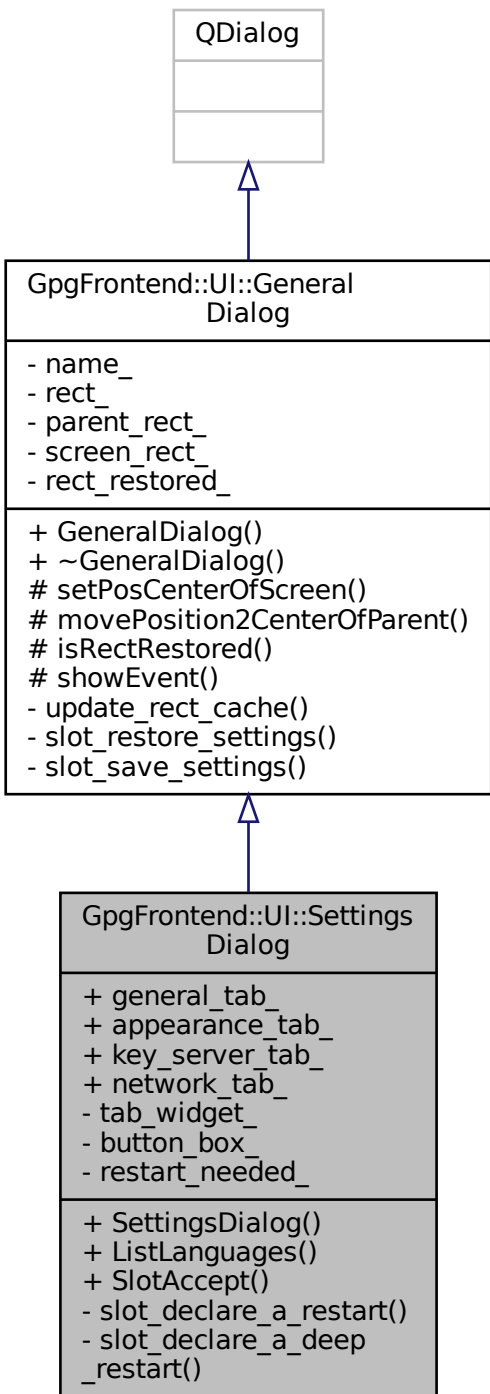 QDialog
GpgFrontend::UI::General
Dialog
- name_
- rect_
- parent_rect_
- screen_rect_
- rect_restored_
+ GeneralDialog()
+ ~GeneralDialog()
# setPosCenterOfScreen()
# movePosition2CenterOfParent()
# isRectRestored()
# showEvent()
- update_rect_cache()
- slot_restore_settings()
- slot_save_settings()
GpgFrontend::UI::Settings
Dialog
+ general_tab_
+ appearance_tab_
+ key_server_tab_
+ network_tab_
- tab_widget_
- button_box_
- restart_needed_
+ SettingsDialog()
+ ListLanguages()
+ SlotAccept()
- slot_declare_a_restart()
- slot_declare_a_deep
_restart()